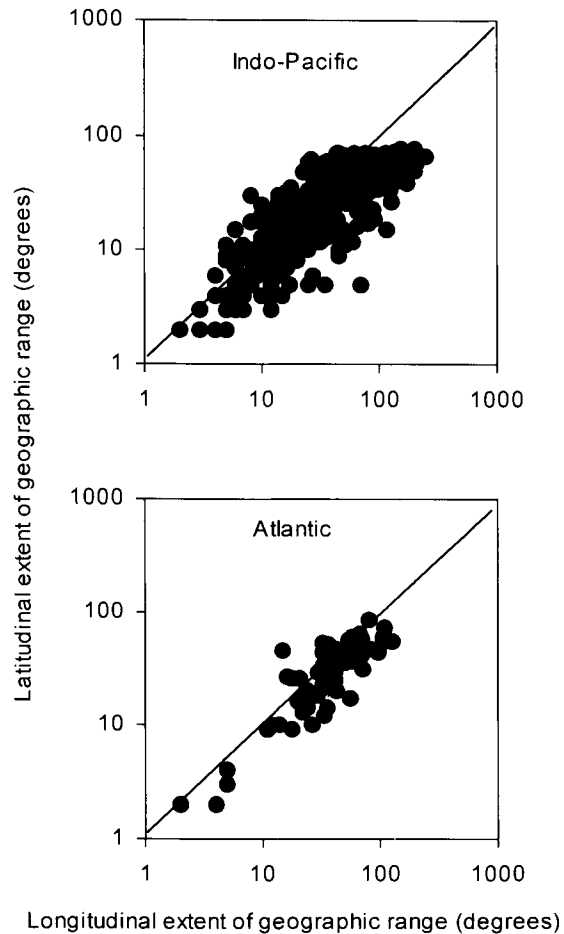 Latitudinal extent of geographic range (degrees)
1000
Indo-Pacific
100
10
1
1 10 100 1000
1000
Atlantic
100
10
1
1 10 100 1000
Longitudinal extent of geographic range (degrees)